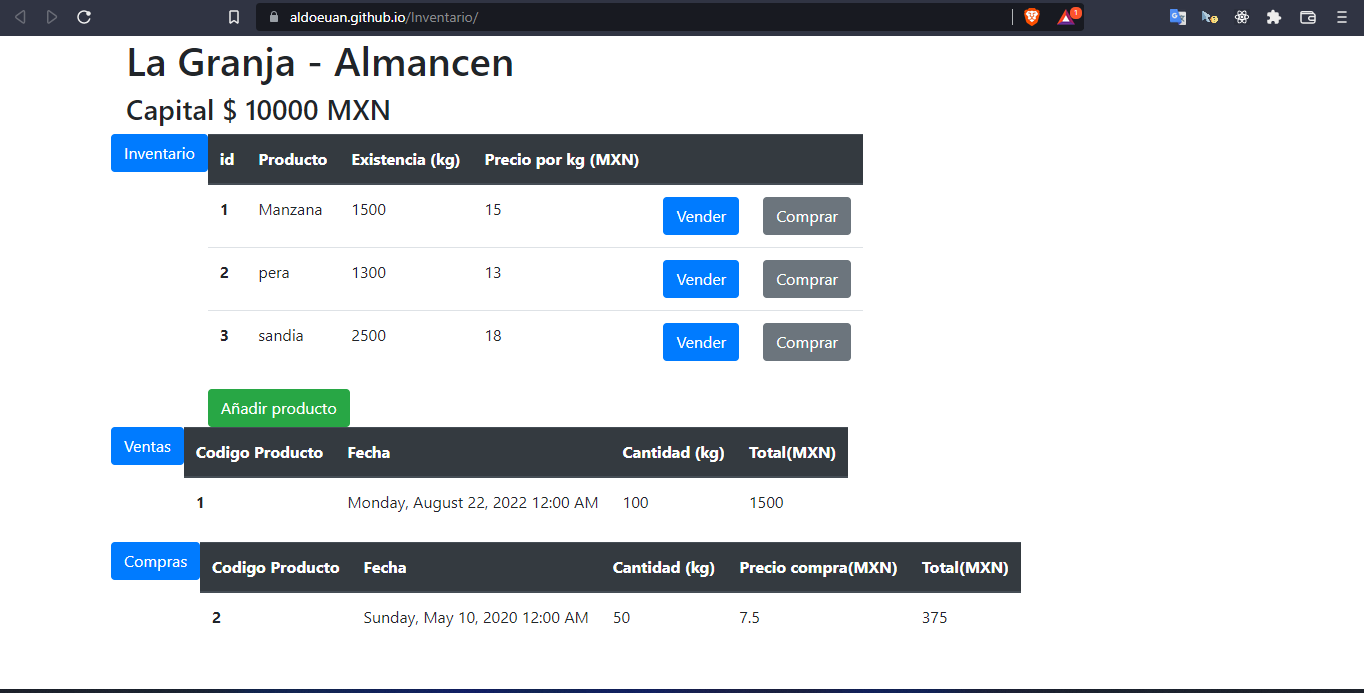 aldoeuan.github.io/Inventario/
1
La Granja - Almancen
Capital $ 10000 MXN
Inventario
id Producto Existencia (kg) Precio por kg (MXN)
1 Manzana 1500 15 Vender Comprar
2 pera 1300 13 Vender Comprar
3 sandia 2500 18 Vender Comprar
Añadir producto
Ventas
Codigo Producto Fecha Cantidad (kg) Total(MXN)
1 Monday, August 22, 2022 12:00 AM 100 1500
Compras
Codigo Producto Fecha Cantidad (kg) Precio compra(MXN) Total(MXN)
2 Sunday, May 10, 2020 12:00 AM 50 7.5 375